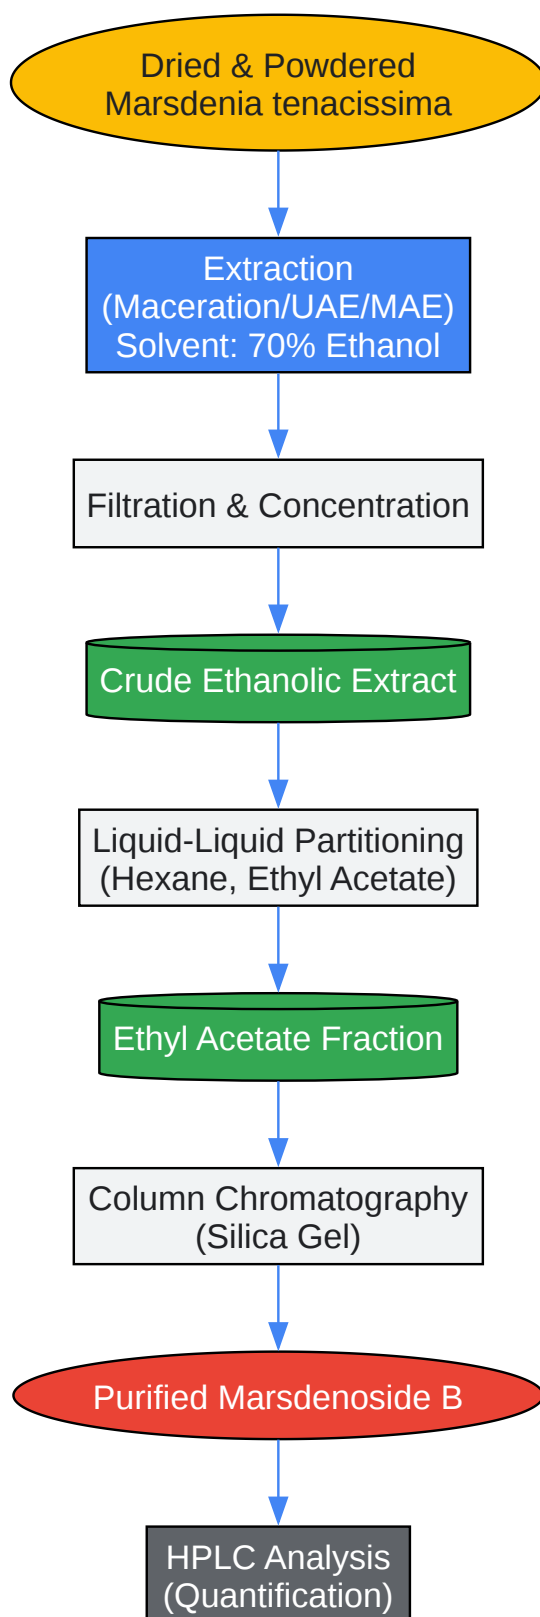 Dried & Powdered
Marsdenia tenacissima
Extraction
(Maceration/UAE/MAE)
Solvent: 70% Ethanol
Filtration & Concentration
Crude Ethanolic Extract
Liquid-Liquid Partitioning
(Hexane, Ethyl Acetate)
Ethyl Acetate Fraction
Column Chromatography
(Silica Gel)
Purified Marsdenoside B
HPLC Analysis
(Quantification)